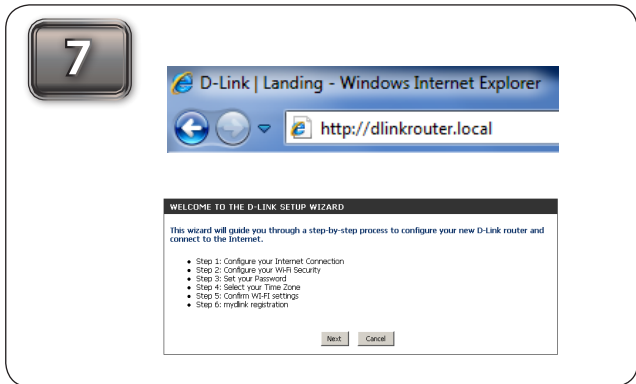 7
D-Link | Landing - Windows Internet Explorer
http://dlinkrouter.local
WELCOME TO THE D-LINK SETUP WIZARD
This wizard will guide you through a step-by-step process to configure your new D-Link router and
connect to the Internet.
• Step 1: Configure your Internet Connection
• Step 2: Configure your Wi-Fi Security
• Step 3: Set your Password
• Step 4: Select your Time Zone
• Step 5: Confirm WI-FI settings
• Step 6: mydlink registration
Next Cancel